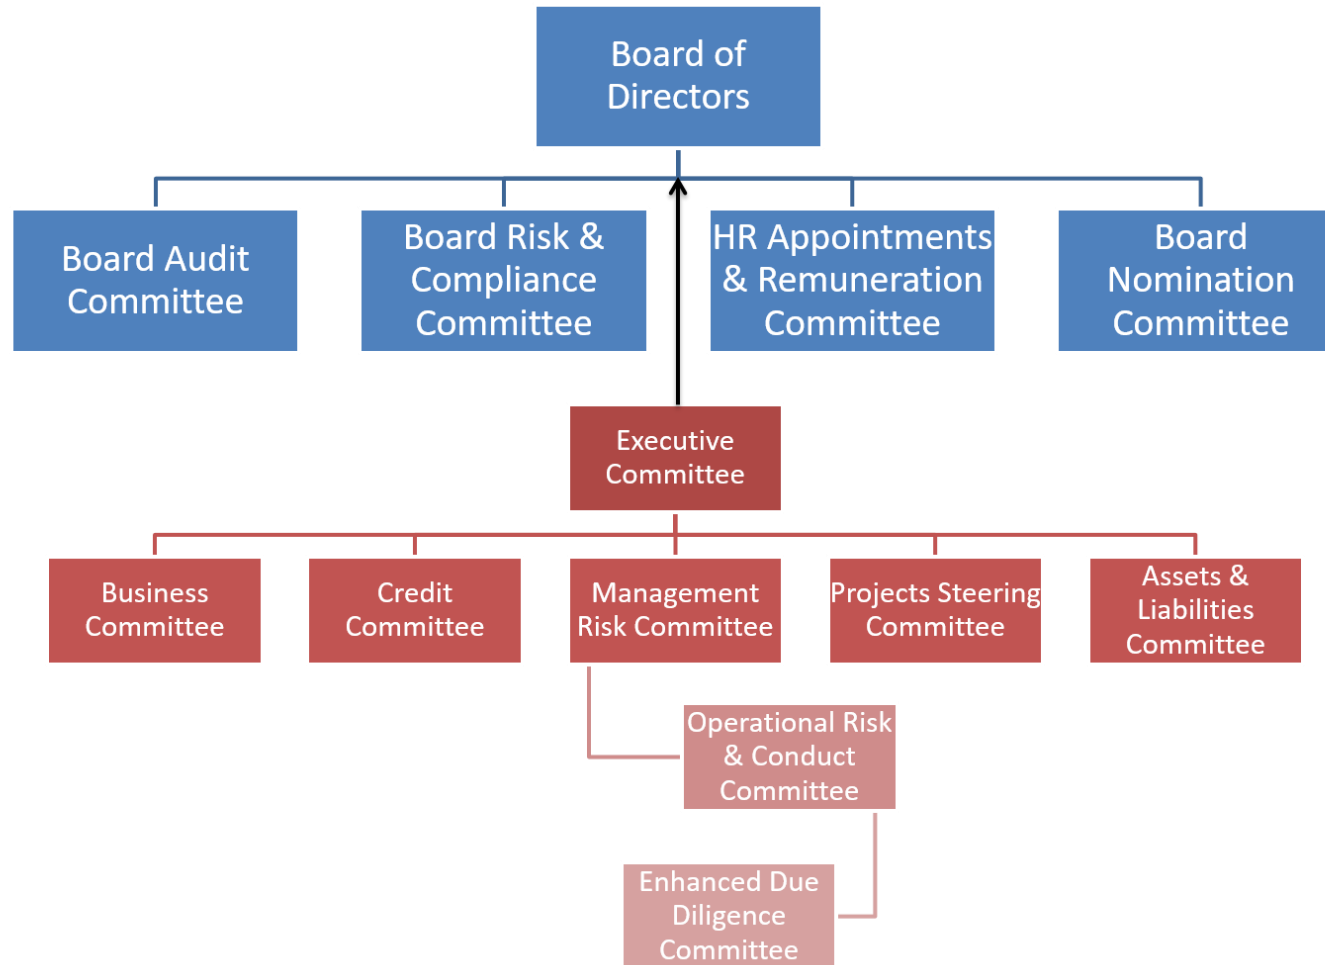 Board of
Directors
Board Audit
Committee
Board Risk &
Compliance
Committee
HR Appointments
& Remuneration
Committee
Board
Nomination
Committee
Executive
Committee
Business
Committee
Credit
Committee
Management
Risk Committee
Projects Steering
Committee
Assets &
Liabilities
Committee
Operational Risk
& Conduct
Committee
Enhanced Due
Diligence
Committee